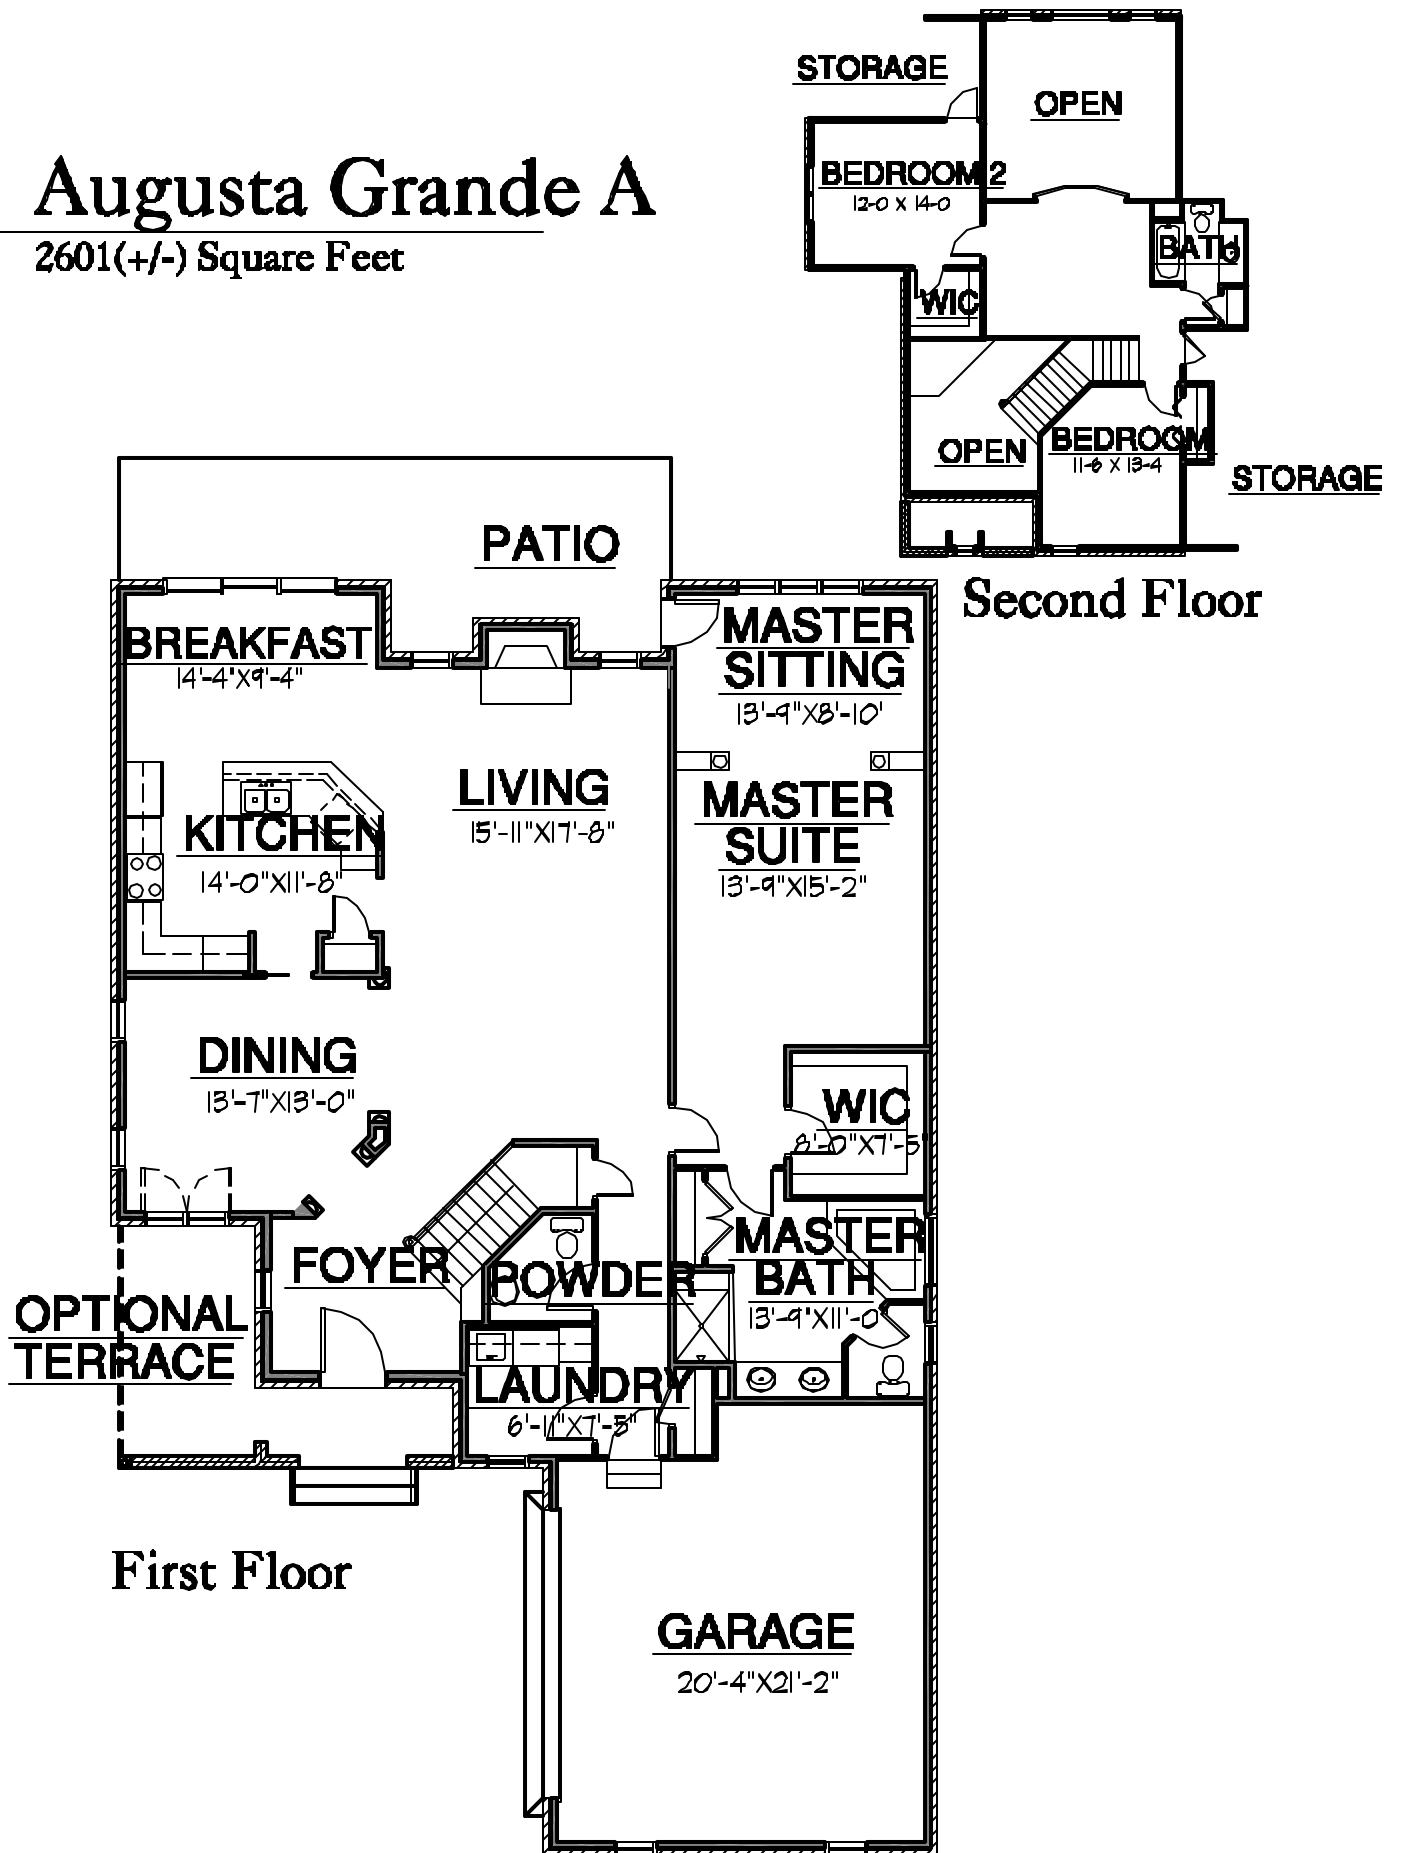 Augusta Grande A
2601(+/-) Square Feet
STORAGE
OPEN
BEDROOM 2
12-0 X 14-0
BATH
WIC
OPEN
BEDROOM
11-6 X 13-4
STORAGE
Second Floor
PATIO
BREAKFAST
14'-4"X9'-4"
MASTER
SITTING
13'-9"X8'-10'
LIVING
15'-11"X17'-8"
MASTER
SUITE
13'-9"X15'-2"
KITCHEN
14'-0"X11'-8"
DINING
13'-7"X13'-0"
WIC
8'-0"X7'-5"
FOYER
POWDER
MASTER
BATH
13'-9"X11'-0"
OPTIONAL
TERRACE
LAUNDRY
6'-11"X7'-5"
First Floor
GARAGE
20'-4"X21'-2"